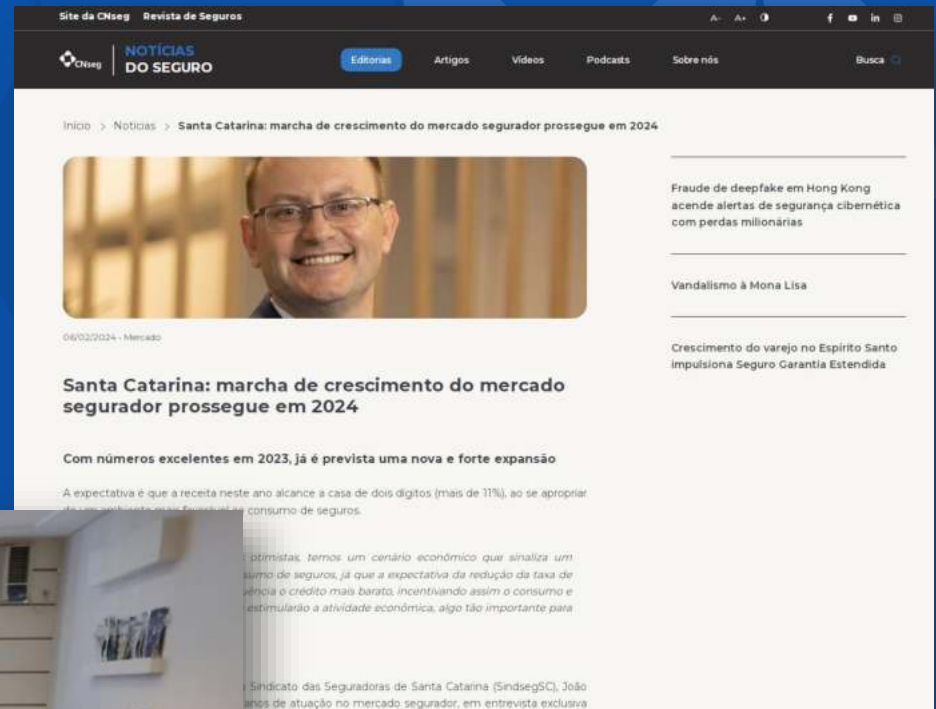 Site da CNseg Revista de Seguros A- A+
CNseg NOTÍCIAS DO SEGURO Editorias Artigos Vídeos Podcasts Sobre nós Busca
Início > Notícias > Santa Catarina: marcha de crescimento do mercado segurador prossegue em 2024
06/02/2024 - Mercado
Santa Catarina: marcha de crescimento do mercado
segurador prossegue em 2024
Com números excelentes em 2023, já é prevista uma nova e forte expansão
A expectativa é que a receita neste ano alcance a casa de dois dígitos (mais de 11%), ao se apropriar
consumo de seguros.
otimistas, temos um cenário econômico que sinaliza um
sumo de seguros, já que a expectativa da redução da taxa de
o crédito mais barato, incentivando assim o consumo e
estimularão a atividade econômica, algo tão importante para
Sindicato das Seguradoras de Santa Catarina (SindsegSC), João
anos de atuação no mercado segurador, em entrevista exclusiva
Fraude de deepfake em Hong Kong
acende alertas de segurança cibernética
com perdas milionárias
Vandalismo à Mona Lisa
Crescimento do varejo no Espírito Santo
impulsiona Seguro Garantia Estendida